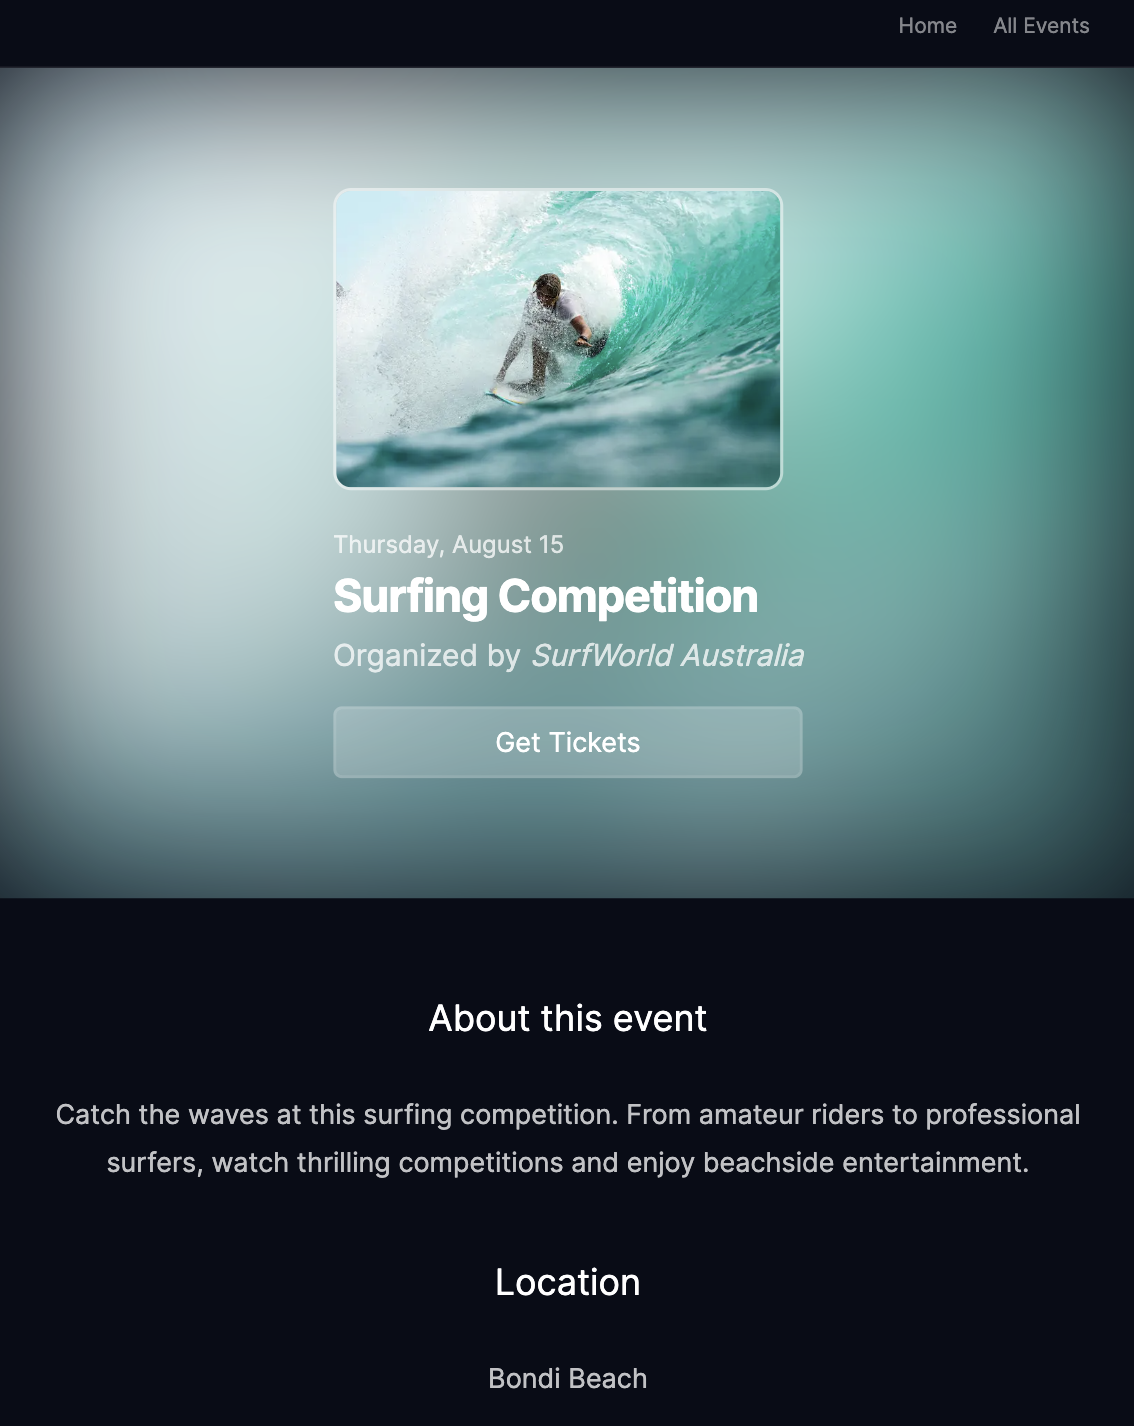 Home All Events
Thursday, August 15
Surfing Competition
Organized by SurfWorld Australia
Get Tickets
About this event
Catch the waves at this surfing competition. From amateur riders to professional
surfers, watch thrilling competitions and enjoy beachside entertainment.
Location
Bondi Beach